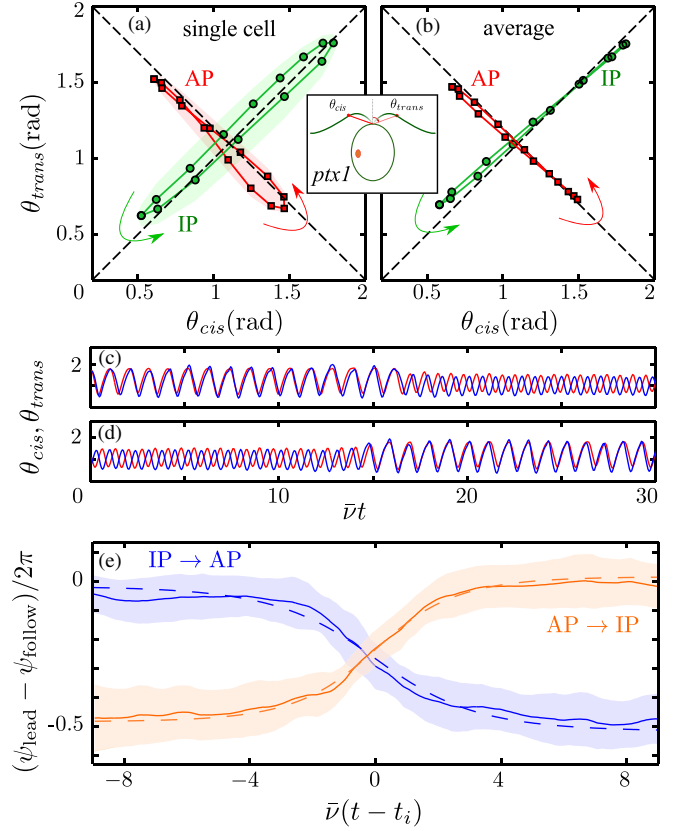 (a) single cell
(b) average
AP
AP
IP
IP
θcis
θtrans
ptx1
θtrans(rad)
2
1.5
1
0.5
0
0.5
1
1.5
2
0
0.5
1
1.5
2
θcis(rad)
θcis(rad)
(c)
2
(d)
2
θcis, θtrans
0
10
20
30
ν̄t
(e)
IP → AP
AP → IP
0
-0.5
(ψlead − ψfollow)/2π
−8
−4
0
4
8
ν̄(t − ti)